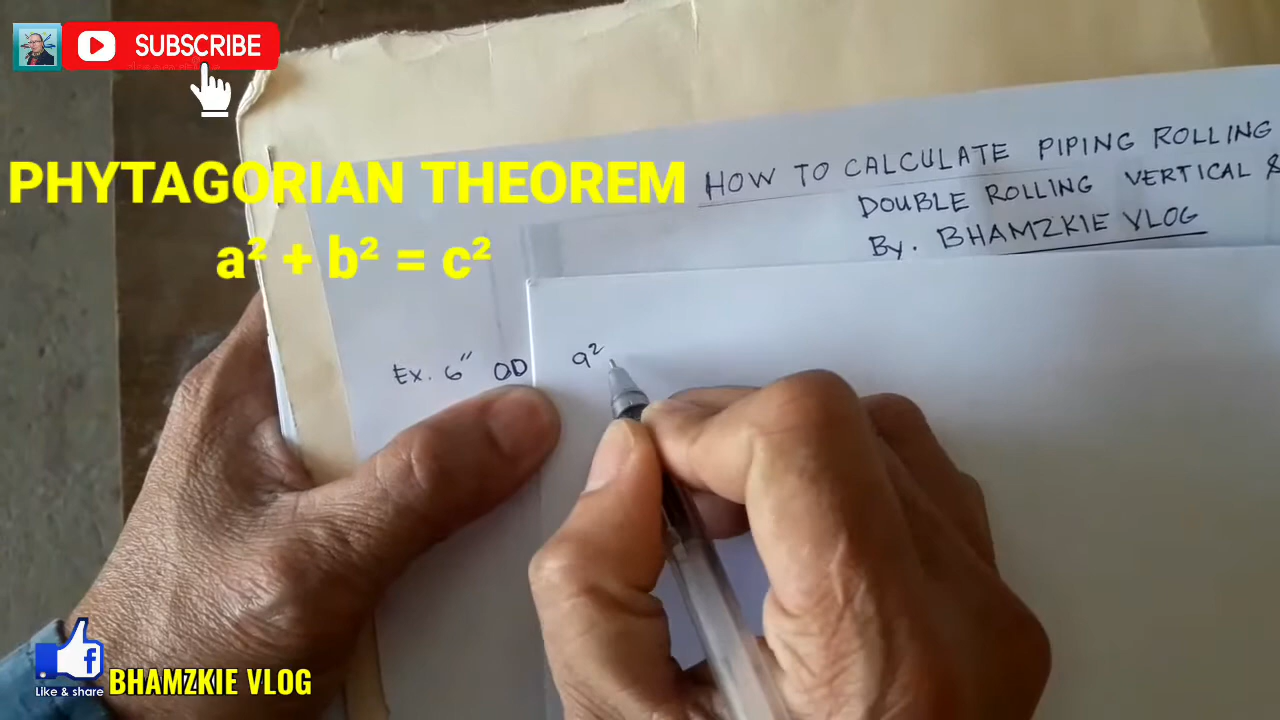 SUBSCRIBE
PHYTAGORIAN THEOREM
a² + b² = c²
HOW TO CALCULATE PIPING ROLLING
DOUBLE ROLLING VERTICAL &
By. BHAMZKIE VLOG
Ex. 6" OD
a²
f
Like & share
BHAMZKIE VLOG